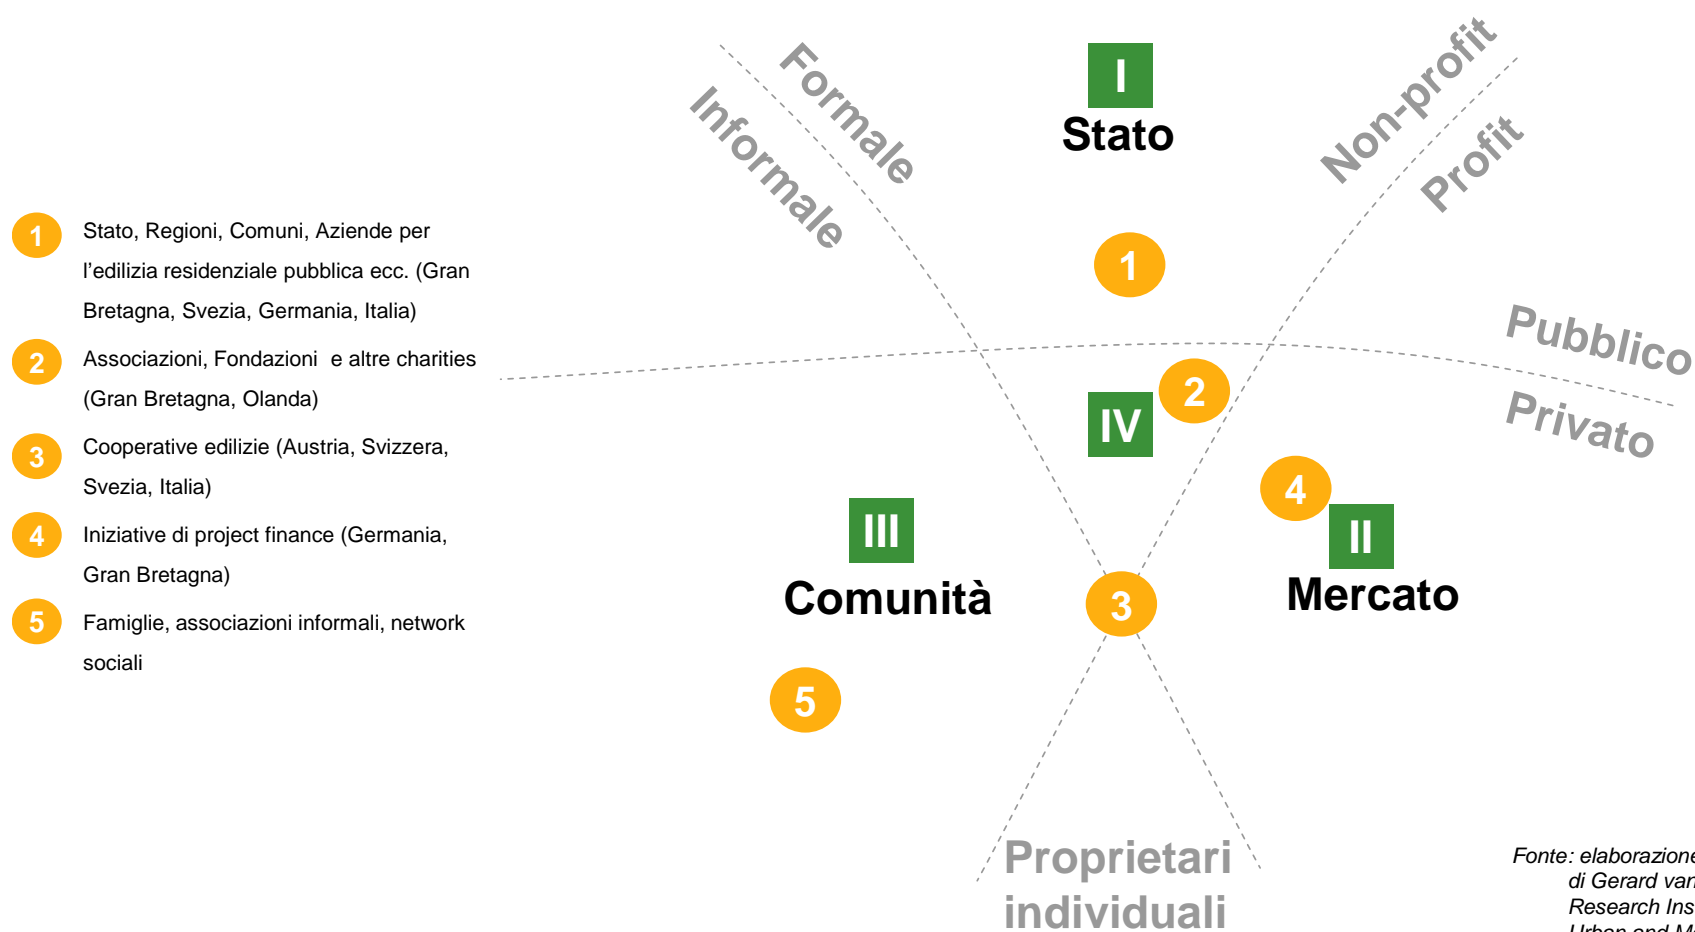 1
Stato, Regioni, Comuni, Aziende per
l'edilizia residenziale pubblica ecc. (Gran
Bretagna, Svezia, Germania, Italia)
2
Associazioni, Fondazioni e altre charities
(Gran Bretagna, Olanda)
3
Cooperative edilizie (Austria, Svizzera,
Svezia, Italia)
4
Iniziative di project finance (Germania,
Gran Bretagna)
5
Famiglie, associazioni informali, network
sociali
Formale
Informale
I
Stato
Non-profit
Profit
1
Pubblico
Privato
2
IV
4
III
Comunità
II
Mercato
3
5
Proprietari
individuali
Fonte: elaborazione
di Gerard van
Research Ins
Urban and M